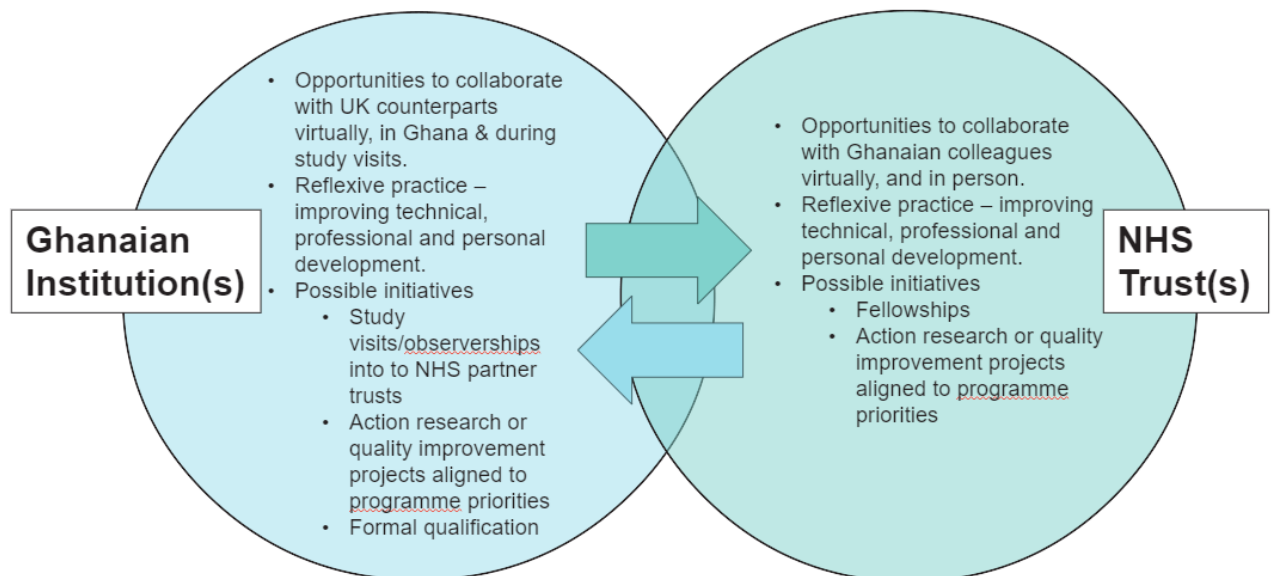 Ghanaian
Institution(s)
• Opportunities to collaborate
with UK counterparts
virtually, in Ghana & during
study visits.
• Reflexive practice –
improving technical,
professional and personal
development.
• Possible initiatives
• Study
visits/observerships
into to NHS partner
trusts
• Action research or
quality improvement
projects aligned to
programme priorities
• Formal qualification
• Opportunities to collaborate
with Ghanaian colleagues
virtually, and in person.
• Reflexive practice – improving
technical, professional and
personal development.
• Possible initiatives
• Fellowships
• Action research or quality
improvement projects
aligned to programme
priorities
NHS
Trust(s)